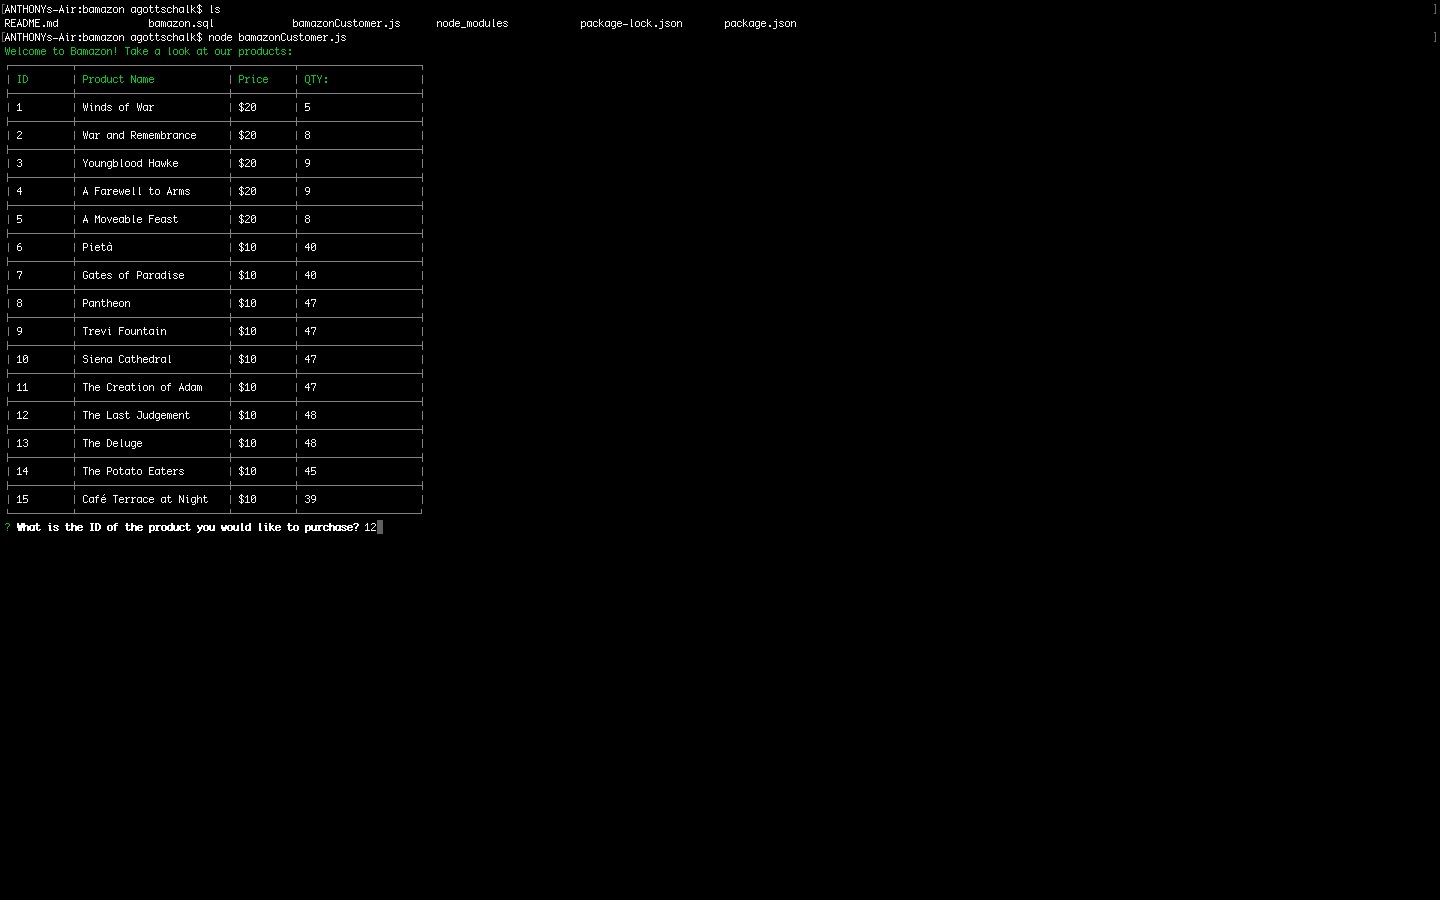 [ANTHONYs-Air:bamazon agottschalk$ ls ]
README.md bamazon.sql bamazonCustomer.js node_modules package-lock.json package.json
[ANTHONYs-Air:bamazon agottschalk$ node bamazonCustomer.js ]
Welcome to Bamazon! Take a look at our products:
ID Product Name Price QTY:
1 Winds of War $20 5
2 War and Remembrance $20 8
3 Youngblood Hawke $20 9
4 A Farewell to Arms $20 9
5 A Moveable Feast $20 8
6 Pietà $10 40
7 Gates of Paradise $10 40
8 Pantheon $10 47
9 Trevi Fountain $10 47
10 Siena Cathedral $10 47
11 The Creation of Adam $10 47
12 The Last Judgement $10 48
13 The Deluge $10 48
14 The Potato Eaters $10 45
15 Café Terrace at Night $10 39
? What is the ID of the product you would like to purchase? 12